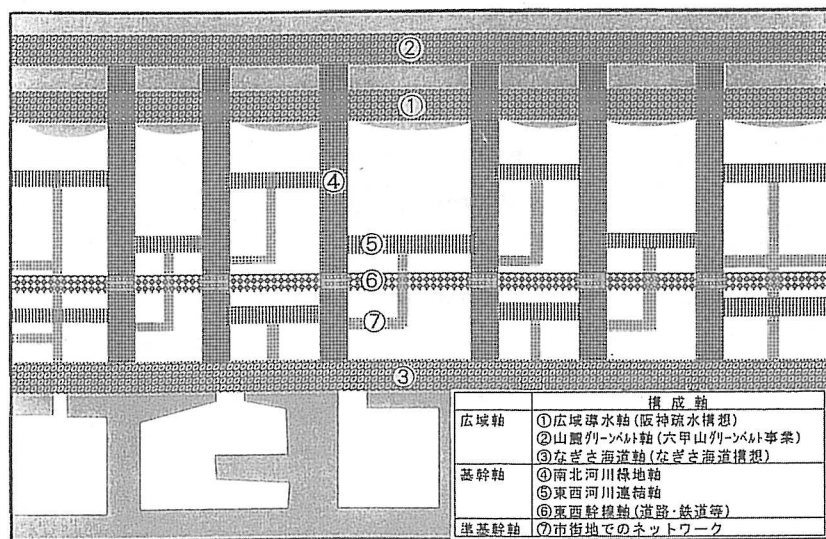 ②
①
④
⑤
⑥
⑦
③
構成軸
広域軸
①広域導水軸(阪神疏水構想)
②山麓グリーンベルト軸(六甲山グリーンベルト事業)
③なぎさ海道軸(なぎさ海道構想)
基幹軸
④南北河川緑地軸
⑤東西河川連結軸
⑥東西幹線軸(道路・鉄道等)
準基幹軸
⑦市街地でのネットワーク